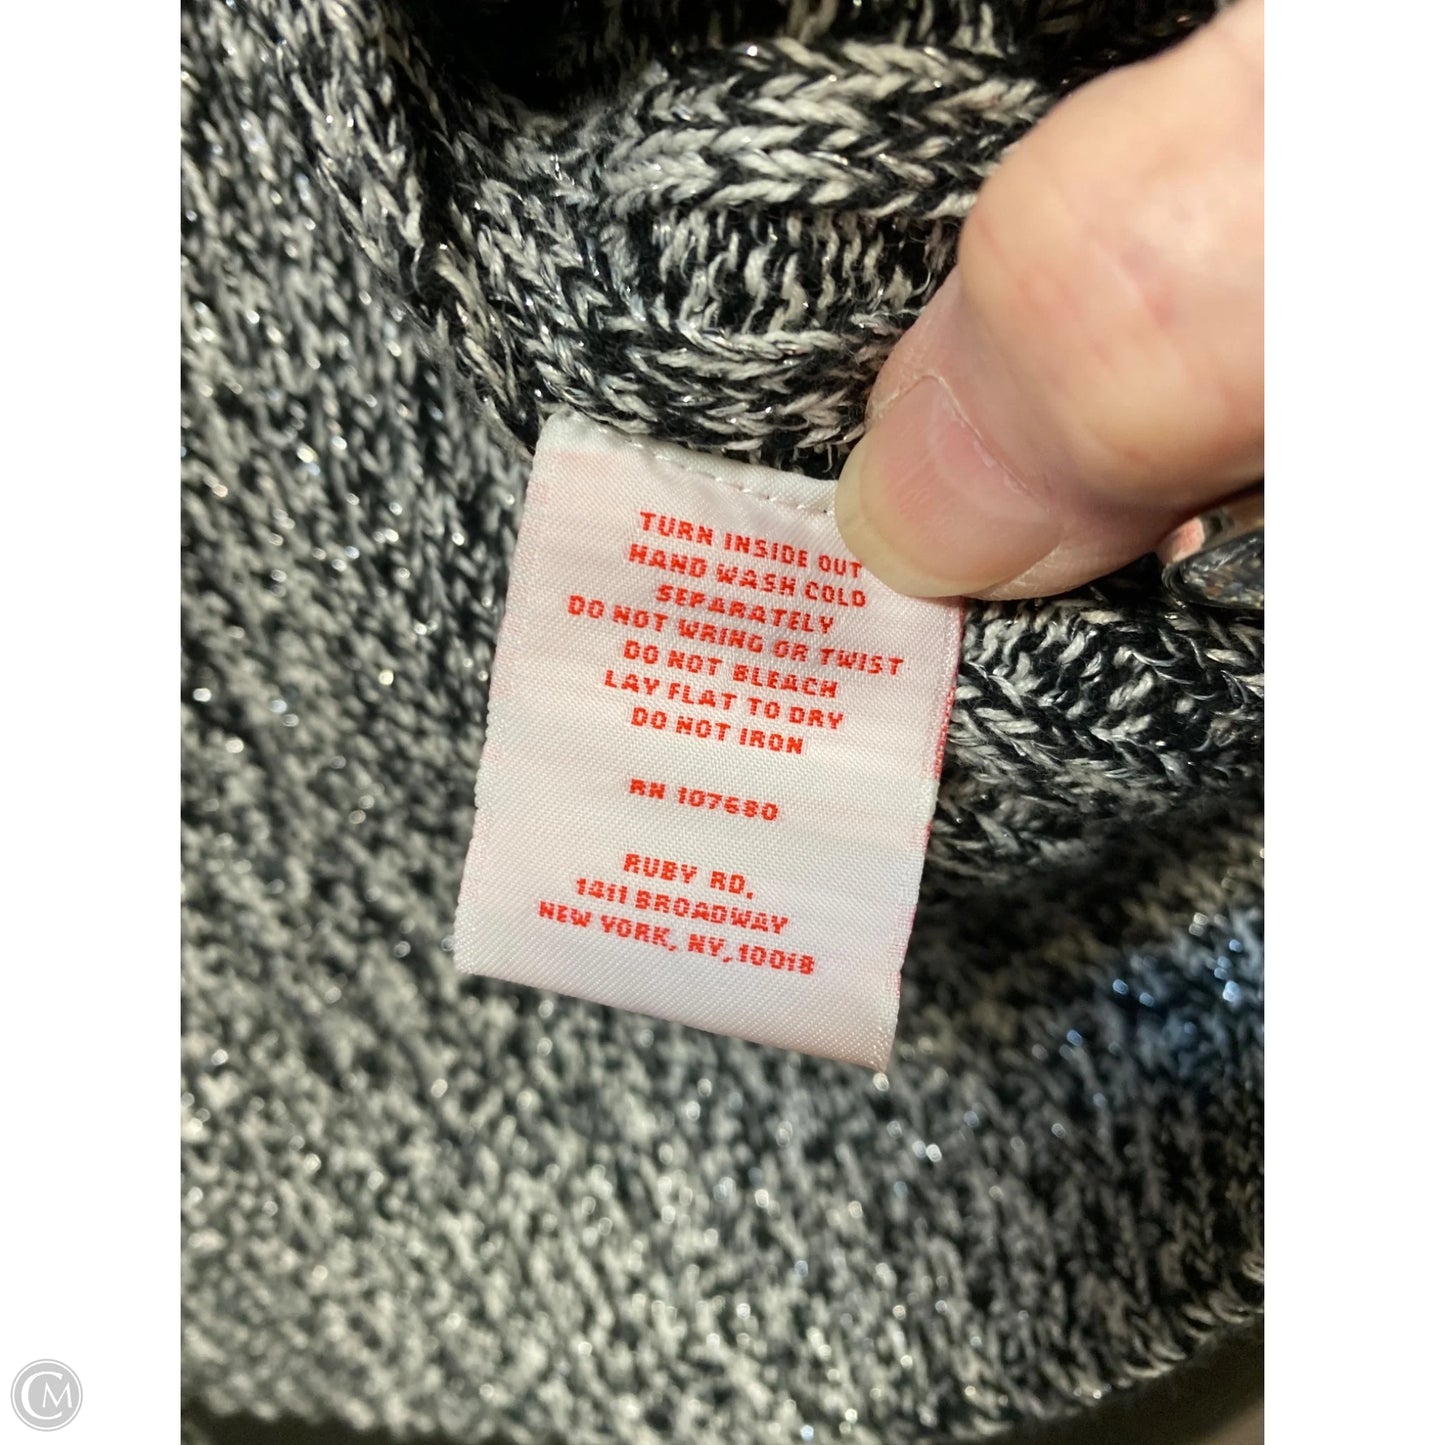 TURN INSIDE OUT
HAND WASH COLD
SEPARATELY
DO NOT WRING OR TWIST
DO NOT BLEACH
LAY FLAT TO DRY
DO NOT IRON
RN 107680
RUBY RD.
1411 BROADWAY
NEW YORK, NY, 10018
CM